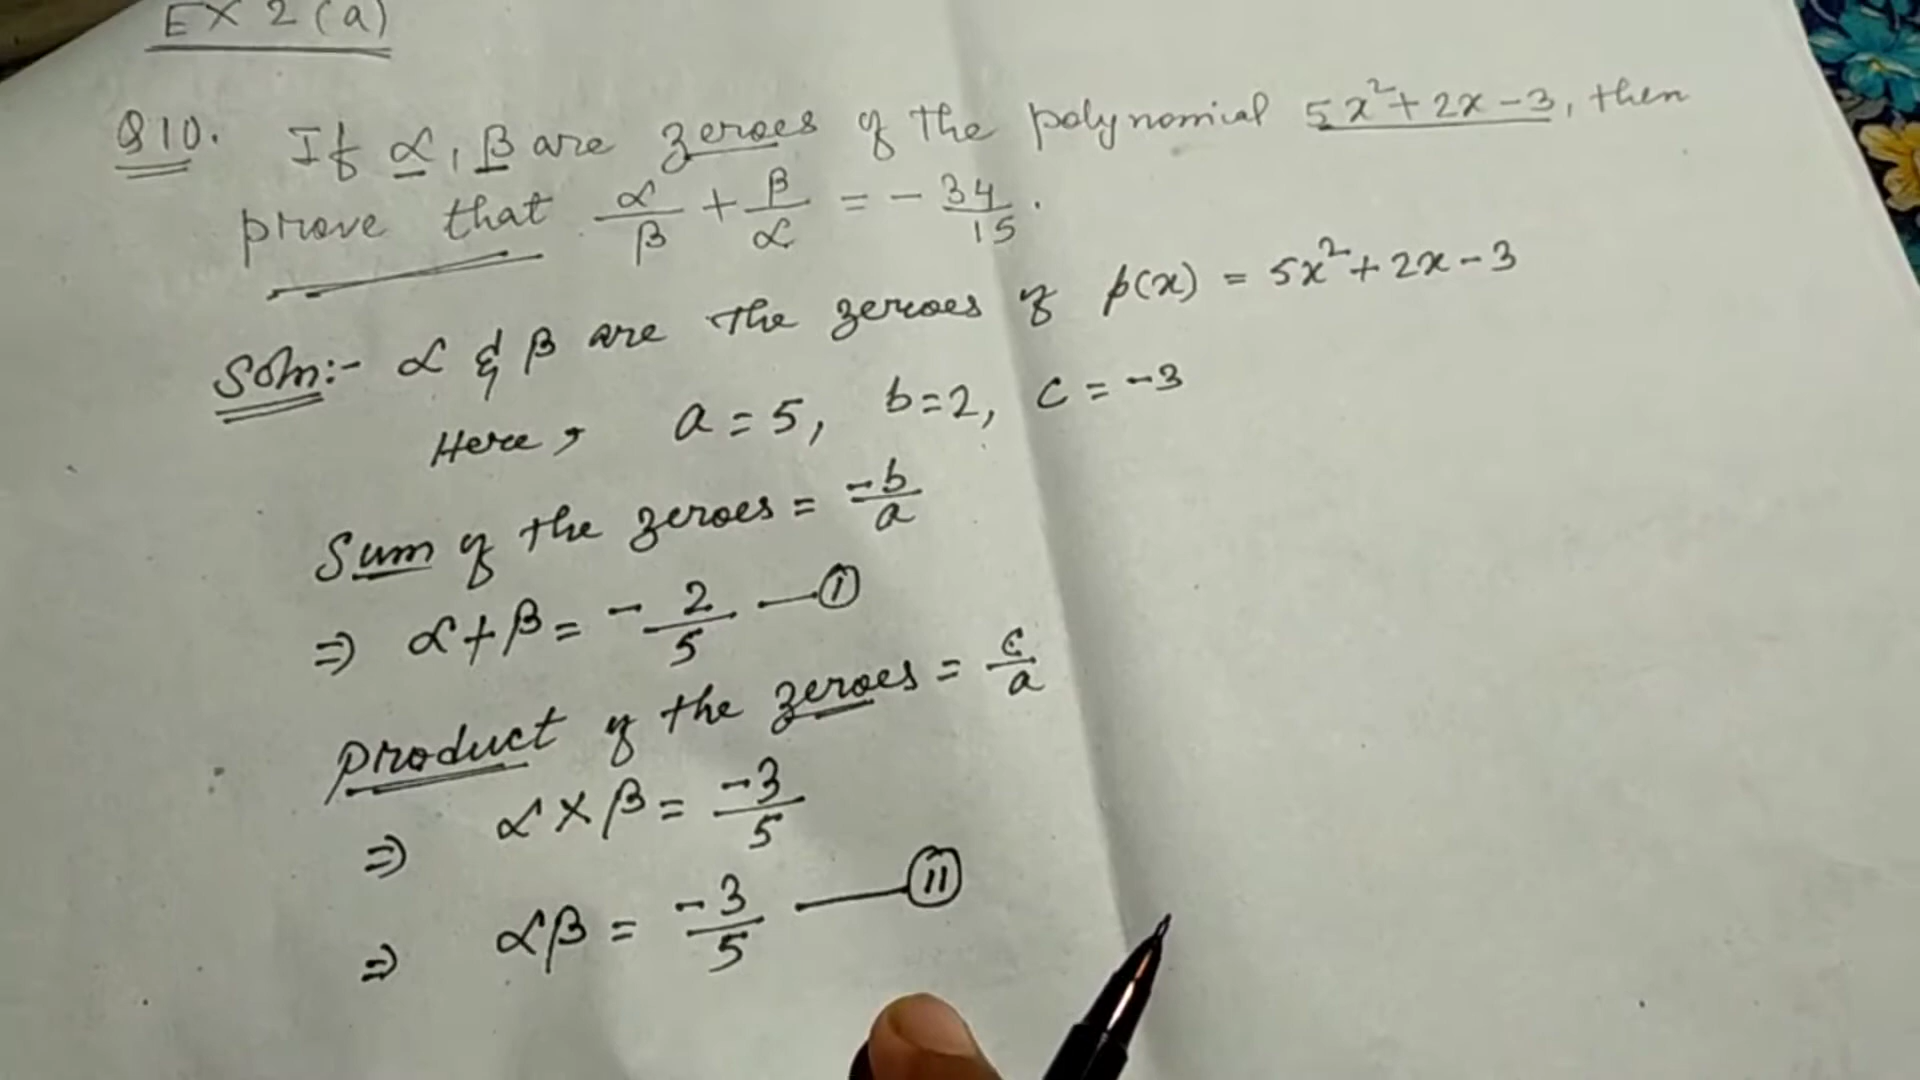 EX 2(a)
Q10. If α, β are zeroes of the polynomial 5x²+2x-3, then
prove that α/β + β/α = - 34/15.
Soln:- α & β are the zeroes of p(x) = 5x²+2x-3
Here, a=5, b=2, c=-3
Sum of the zeroes = -b/a
⇒ α+β = - 2/5 —(I)
Product of the zeroes = c/a
⇒ α×β = -3/5
⇒ αβ = -3/5 —(II)